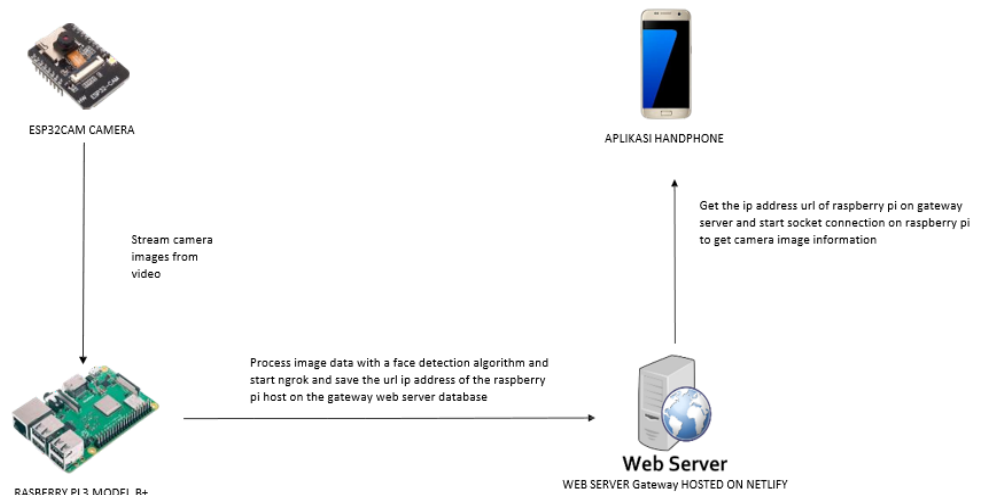 ESP32CAM CAMERA
APLIKASI HANDPHONE
Stream camera
images from
video
Get the ip address url of raspberry pi on gateway
server and start socket connection on raspberry pi
to get camera image information
Process image data with a face detection algorithm and
start ngrok and save the url ip address of the raspberry
pi host on the gateway web server database
RASBERRY PI 3 MODEL B+
Web Server
WEB SERVER Gateway HOSTED ON NETLIFY
ESP32-CAM